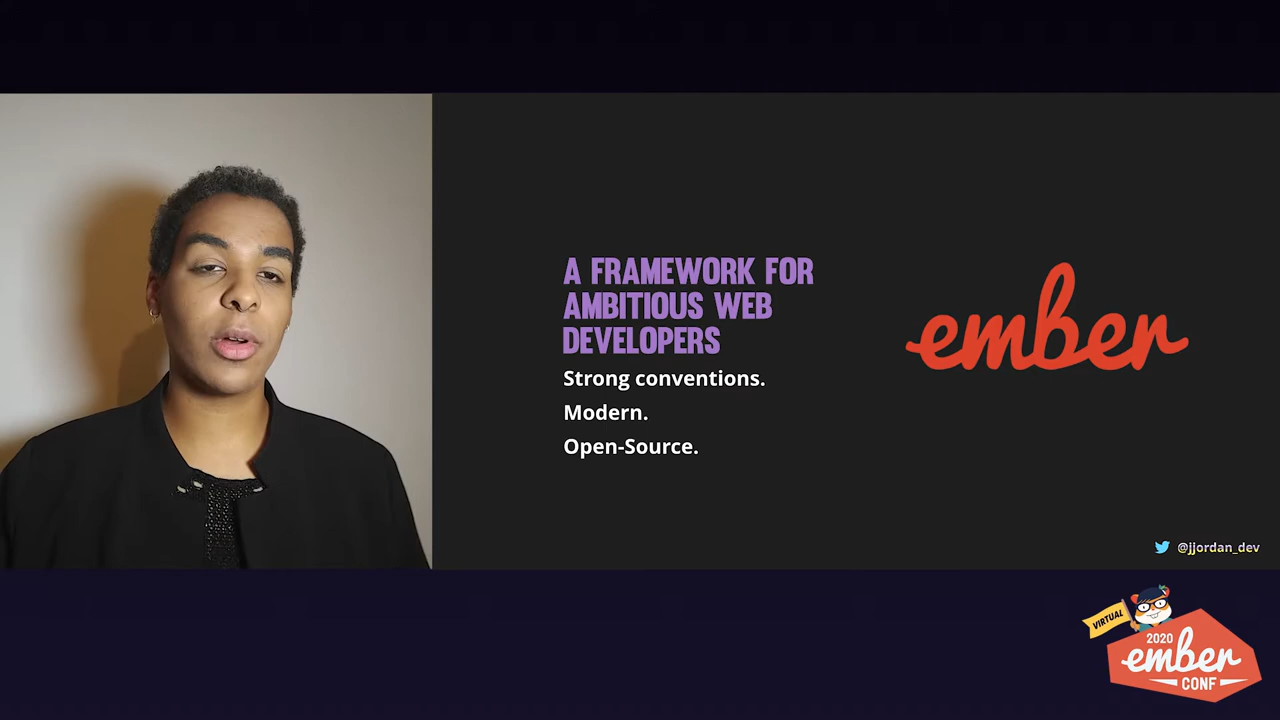 A FRAMEWORK FOR
AMBITIOUS WEB
DEVELOPERS
Strong conventions.
Modern.
Open-Source.
ember
@jjordan_dev
VIRTUAL
2020
ember
CONF